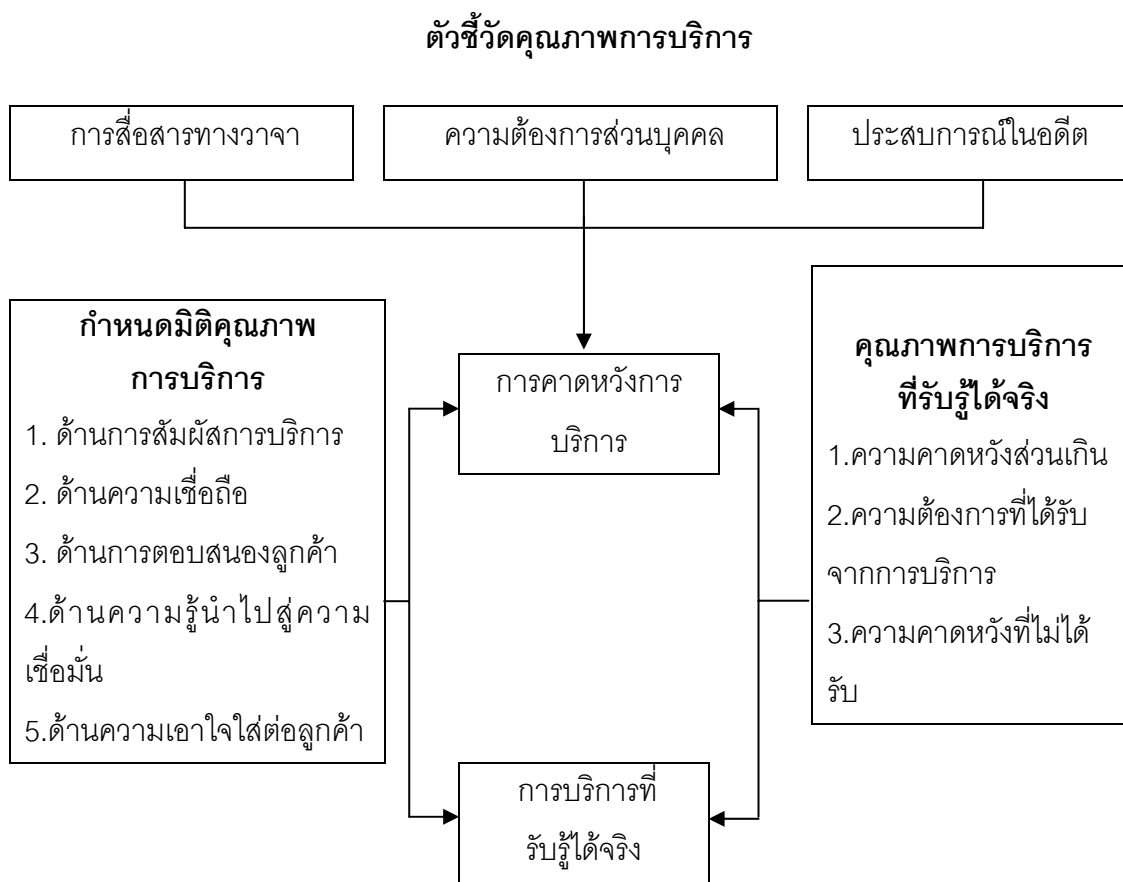 ตัวชี้วัดคุณภาพการบริการ
การสื่อสารทางวาจา
ความต้องการส่วนบุคคล
ประสบการณ์ในอดีต
กำหนดมิติคุณภาพ
การบริการ
1. ด้านการสัมผัสการบริการ
2. ด้านความเชื่อถือ
3. ด้านการตอบสนองลูกค้า
4.ด้านความรู้นำไปสู่ความ
เชื่อมั่น
5.ด้านความเอาใจใส่ต่อลูกค้า
การคาดหวังการ
บริการ
คุณภาพการบริการ
ที่รับรู้ได้จริง
1.ความคาดหวังส่วนเกิน
2.ความต้องการที่ได้รับ
จากการบริการ
3.ความคาดหวังที่ไม่ได้
รับ
การบริการที่
รับรู้ได้จริง